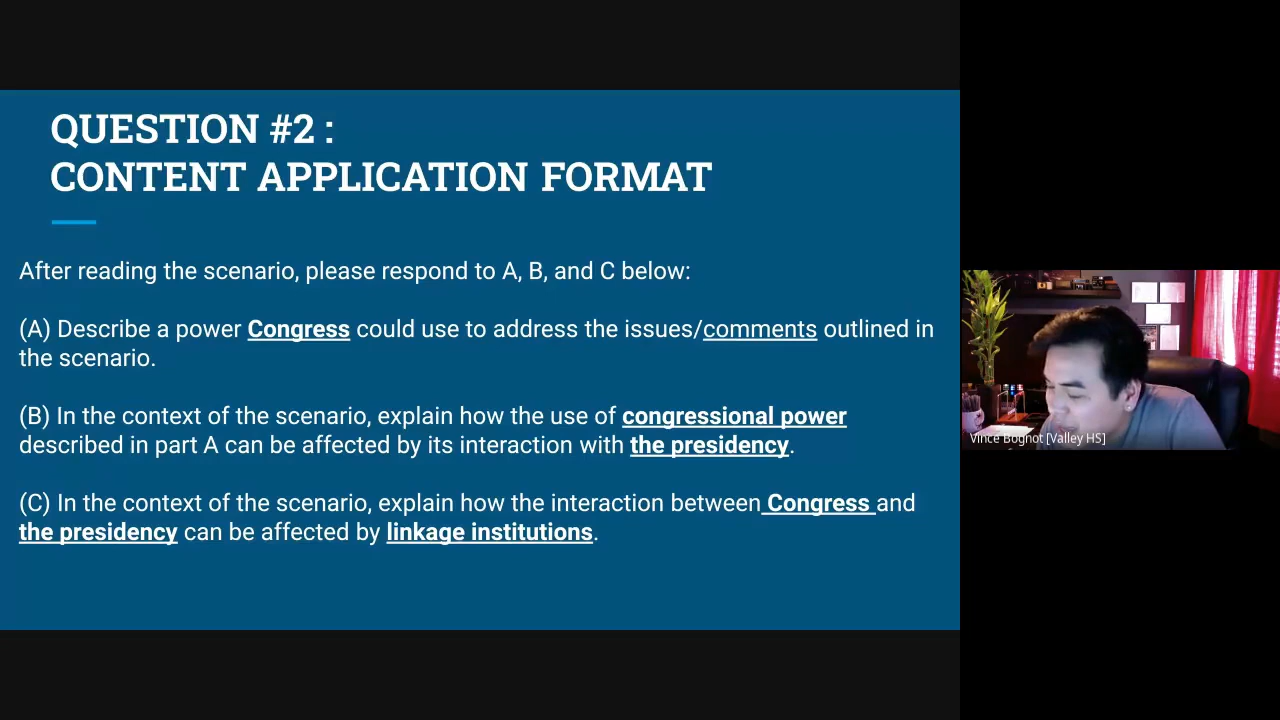 QUESTION #2 :
CONTENT APPLICATION FORMAT
After reading the scenario, please respond to A, B, and C below:
(A) Describe a power Congress could use to address the issues/comments outlined in
the scenario.
(B) In the context of the scenario, explain how the use of congressional power
described in part A can be affected by its interaction with the presidency.
(C) In the context of the scenario, explain how the interaction between Congress and
the presidency can be affected by linkage institutions.
Vince Bognot [Valley HS]